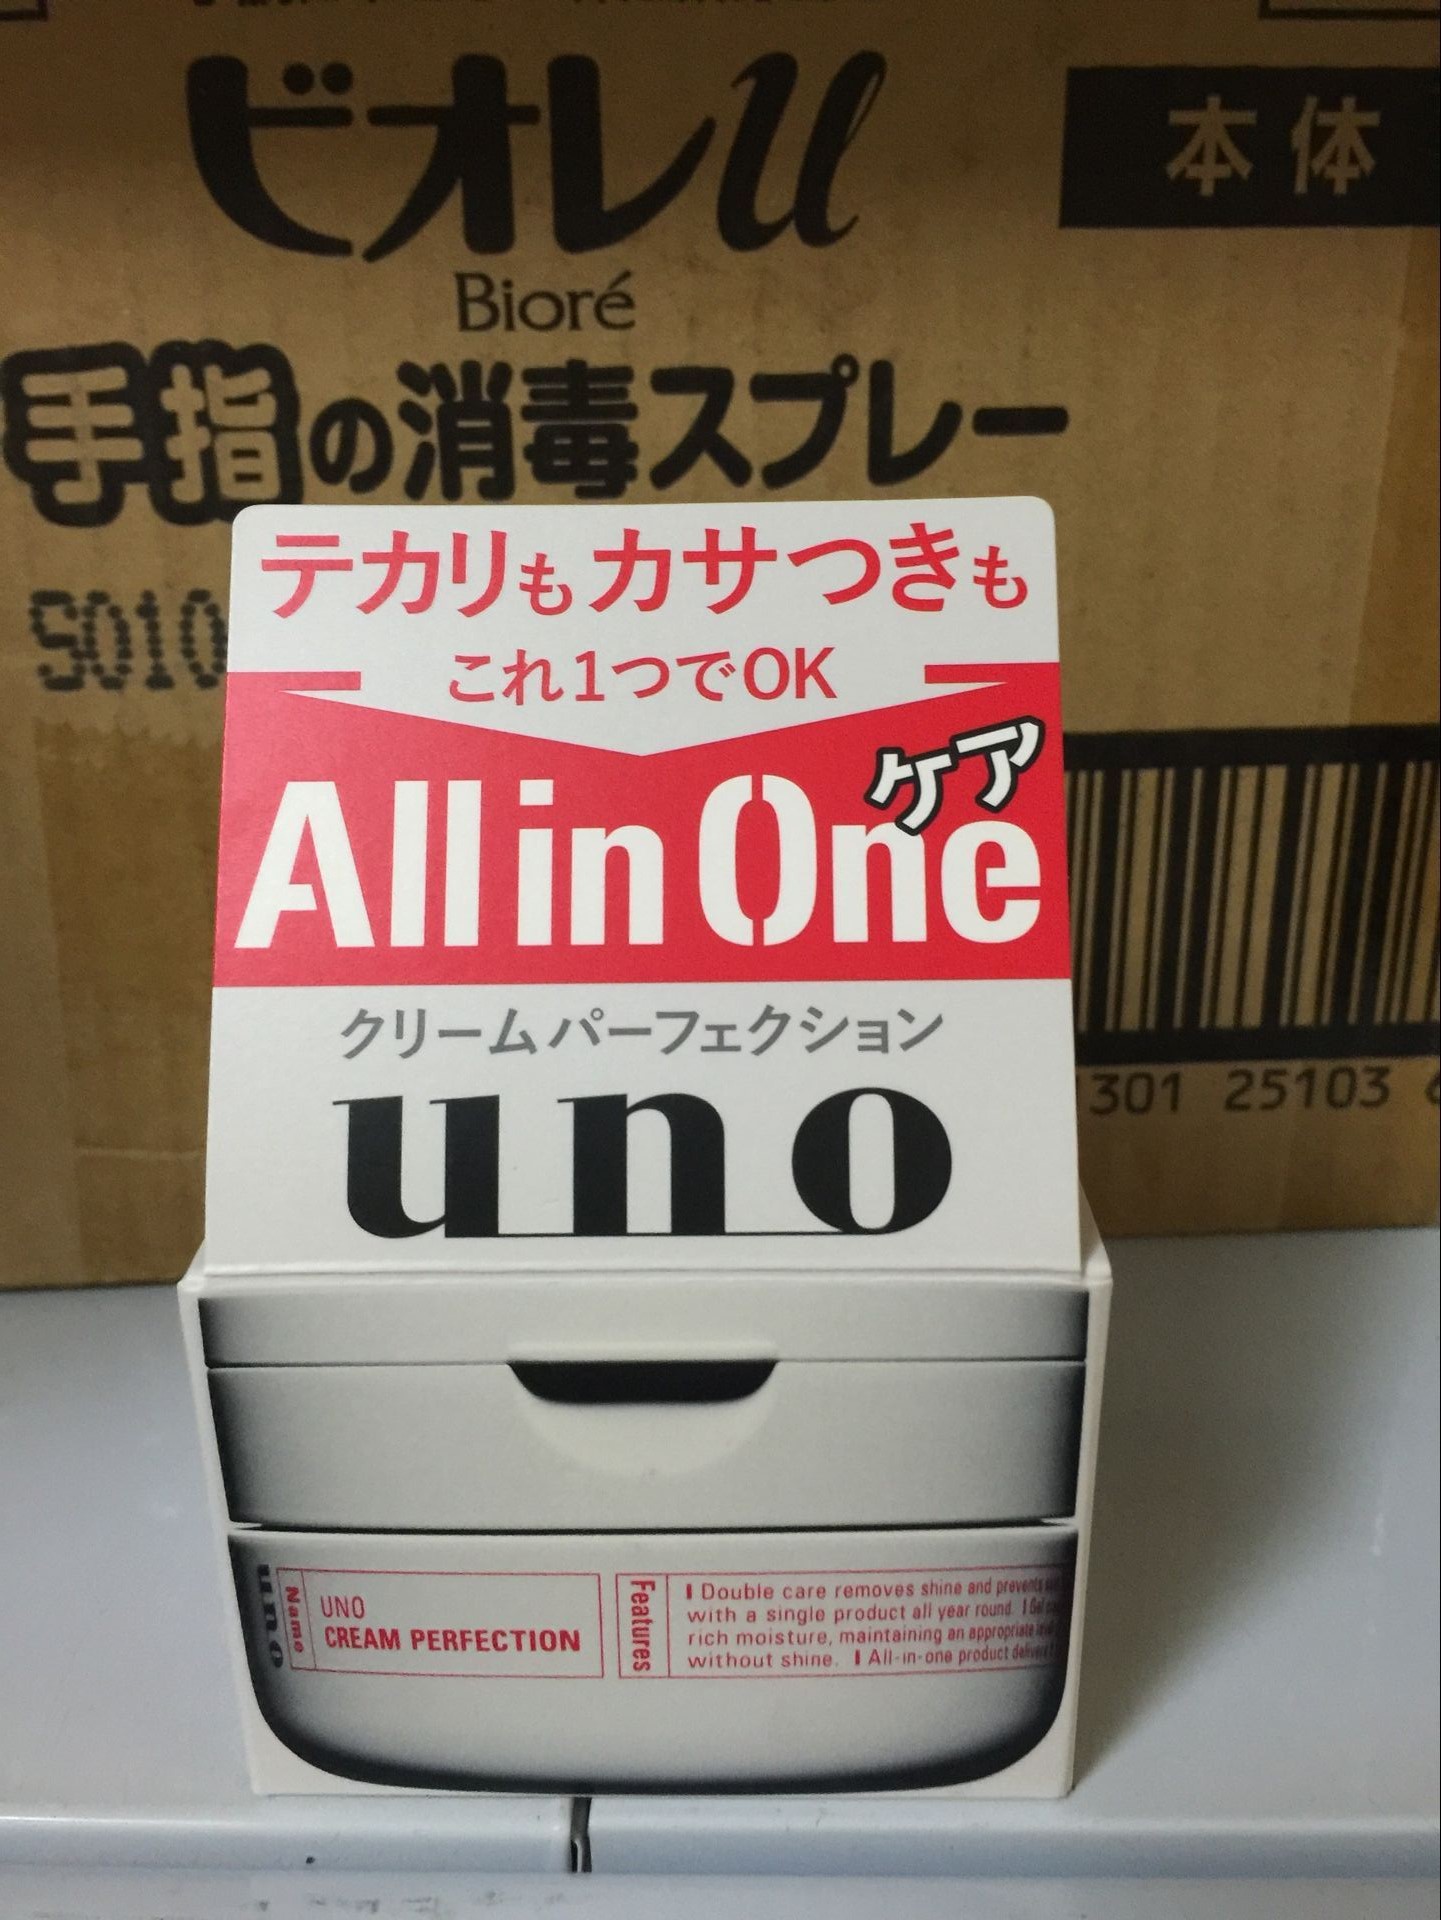 ビオレu
本体
Bioré
手指の消毒スプレー
S010
テカリもカサつきも
これ1つでOK
ケア
All in One
クリームパーフェクション
uno
301 25103
uno
Name
UNO
CREAM PERFECTION
Features
Double care removes shine and prevents
with a single product all year round.
rich moisture, maintaining an appropriate
without shine. All-in-one product